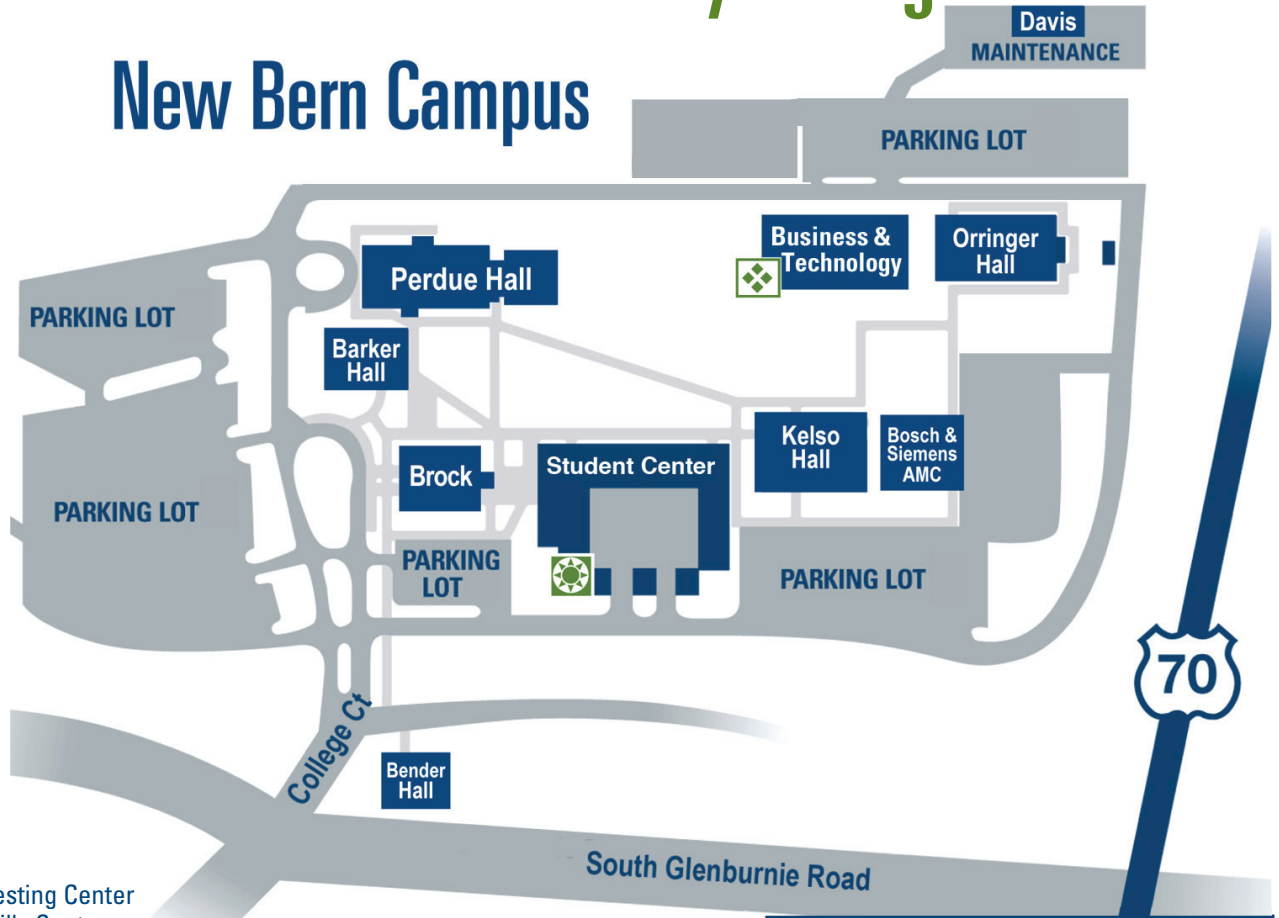 Davis
MAINTENANCE
New Bern Campus
PARKING LOT
Business &
Technology
Orringer
Hall
Perdue Hall
PARKING LOT
Barker
Hall
Kelso
Hall
Bosch &
Siemens
AMC
Student Center
Brock
PARKING LOT
PARKING
LOT
PARKING LOT
70
College Ct
Bender
Hall
South Glenburnie Road
esting Center